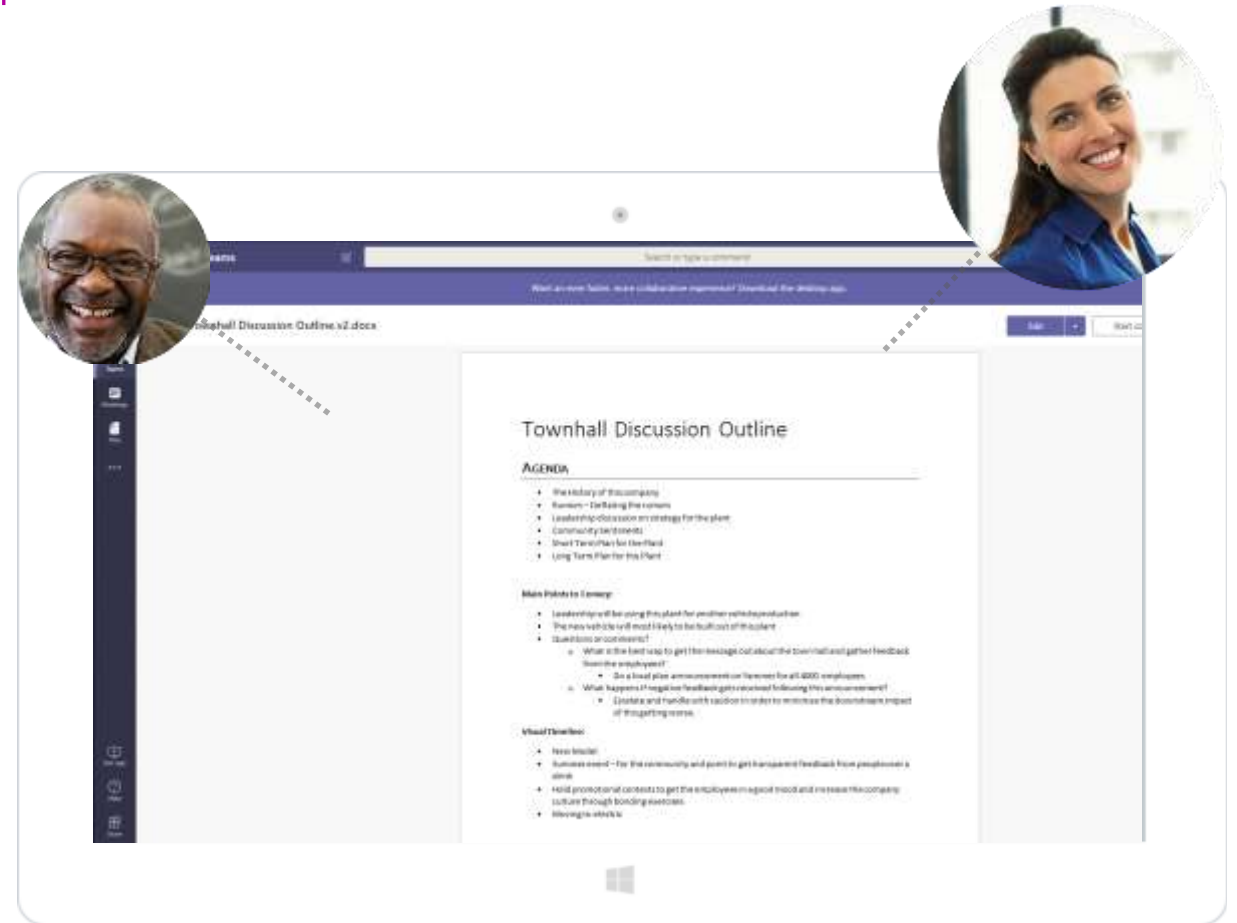 Search or type a command
Want an even faster, more collaborative experience? Download the desktop app.
Discussion Outline.v2.docx
Edit
Townhall Discussion Outline
AGENDA
• The History of this company
• Rumors – Deflating the rumors
• Leadership discussion on strategy for the plant
• Community Sentiments
• Short Term Plan for the Plant
• Long Term Plan for this Plant
Main Points to Convey:
• Leadership will be using this plant for another vehicle production
• The new vehicle will most likely to be built out of this plant
• Questions or comments?
o What is the best way to get the message out about the town hall and gather feedback
from the employees?
▪ Do a local plan announcement on Yammer for all 4000 employees
o What happens if negative feedback gets received following this announcement?
▪ Escalate and handle with caution in order to minimize the downstream impact
of this getting worse.
Visual Timeline:
• New Model
• Summer event – For the community and point to get transparent feedback from people over a
• Hold promotional contests to get the employees in a good mood and increase the company
culture through bonding exercises
• Moving to